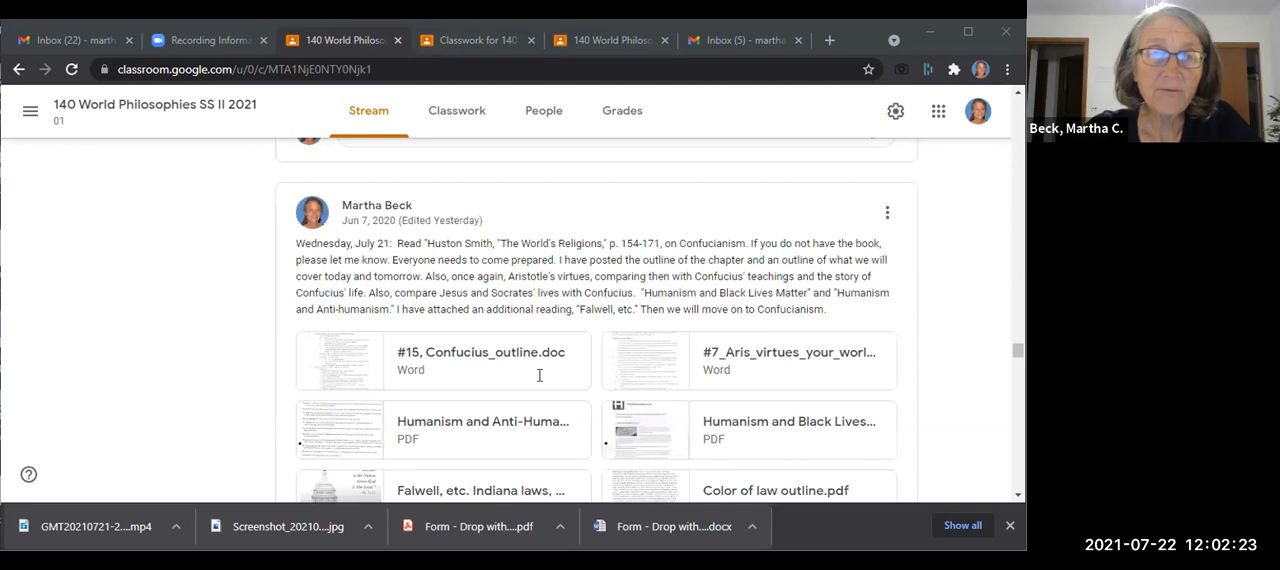 Inbox (22) - marth
Recording Informa
140 World Philoso
Classwork for 140
140 World Philoso
Inbox (5) - martha
classroom.google.com/u/0/c/MTA1NjE0NTY0Njk1
140 World Philosophies SS II 2021
01
Stream
Classwork
People
Grades
Beck, Martha C.
Martha Beck
Jun 7, 2020 (Edited Yesterday)
Wednesday, July 21: Read "Huston Smith, "The World's Religions," p. 154-171, on Confucianism. If you do not have the book,
please let me know. Everyone needs to come prepared. I have posted the outline of the chapter and an outline of what we will
cover today and tomorrow. Also, once again, Aristotle's virtues, comparing then with Confucius' teachings and the story of
Confucius' life. Also, compare Jesus and Socrates' lives with Confucius. "Humanism and Black Lives Matter" and "Humanism
and Anti-humanism." I have attached an additional reading, "Falwell, etc." Then we will move on to Confucianism.
#15, Confucius_outline.doc
Word
#7_Aris_virtues_your_worl...
Word
Humanism and Anti-Huma...
PDF
Humanism and Black Lives...
PDF
Falwell, etc. Indiana laws, ...
Color of law outline.pdf
GMT20210721-2....mp4
Screenshot_20210....jpg
Form - Drop with....pdf
Form - Drop with....docx
Show all
2021-07-22 12:02:23